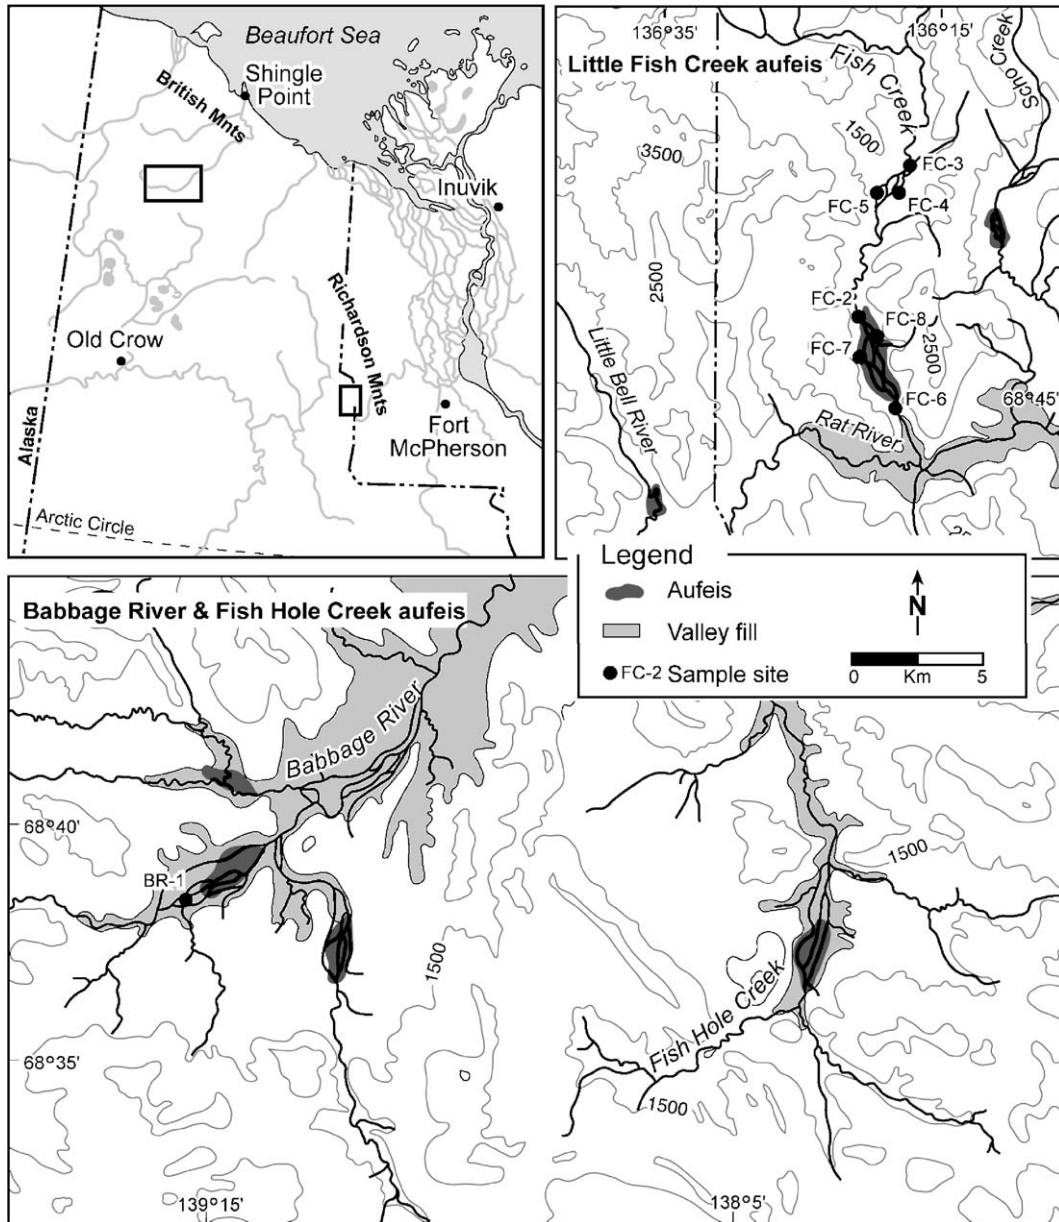 Beaufort Sea
Shingle
Point
British Mnts
Inuvik
Richardson Mnts
Old Crow
Fort
McPherson
Alaska
Arctic Circle
136°35'
136°15'
Little Fish Creek aufeis
Fish Creek
Scho Creek
1500
3500
FC-3
FC-5
FC-4
2500
FC-2
FC-8
FC-7
2500
FC-6
68°45'
Little Bell River
Rat River
Legend
Aufeis
Valley fill
FC-2 Sample site
N
0 Km 5
Babbage River & Fish Hole Creek aufeis
Babbage River
68°40'
BR-1
1500
1500
Fish Hole Creek
68°35'
1500
139°15'
138°5'